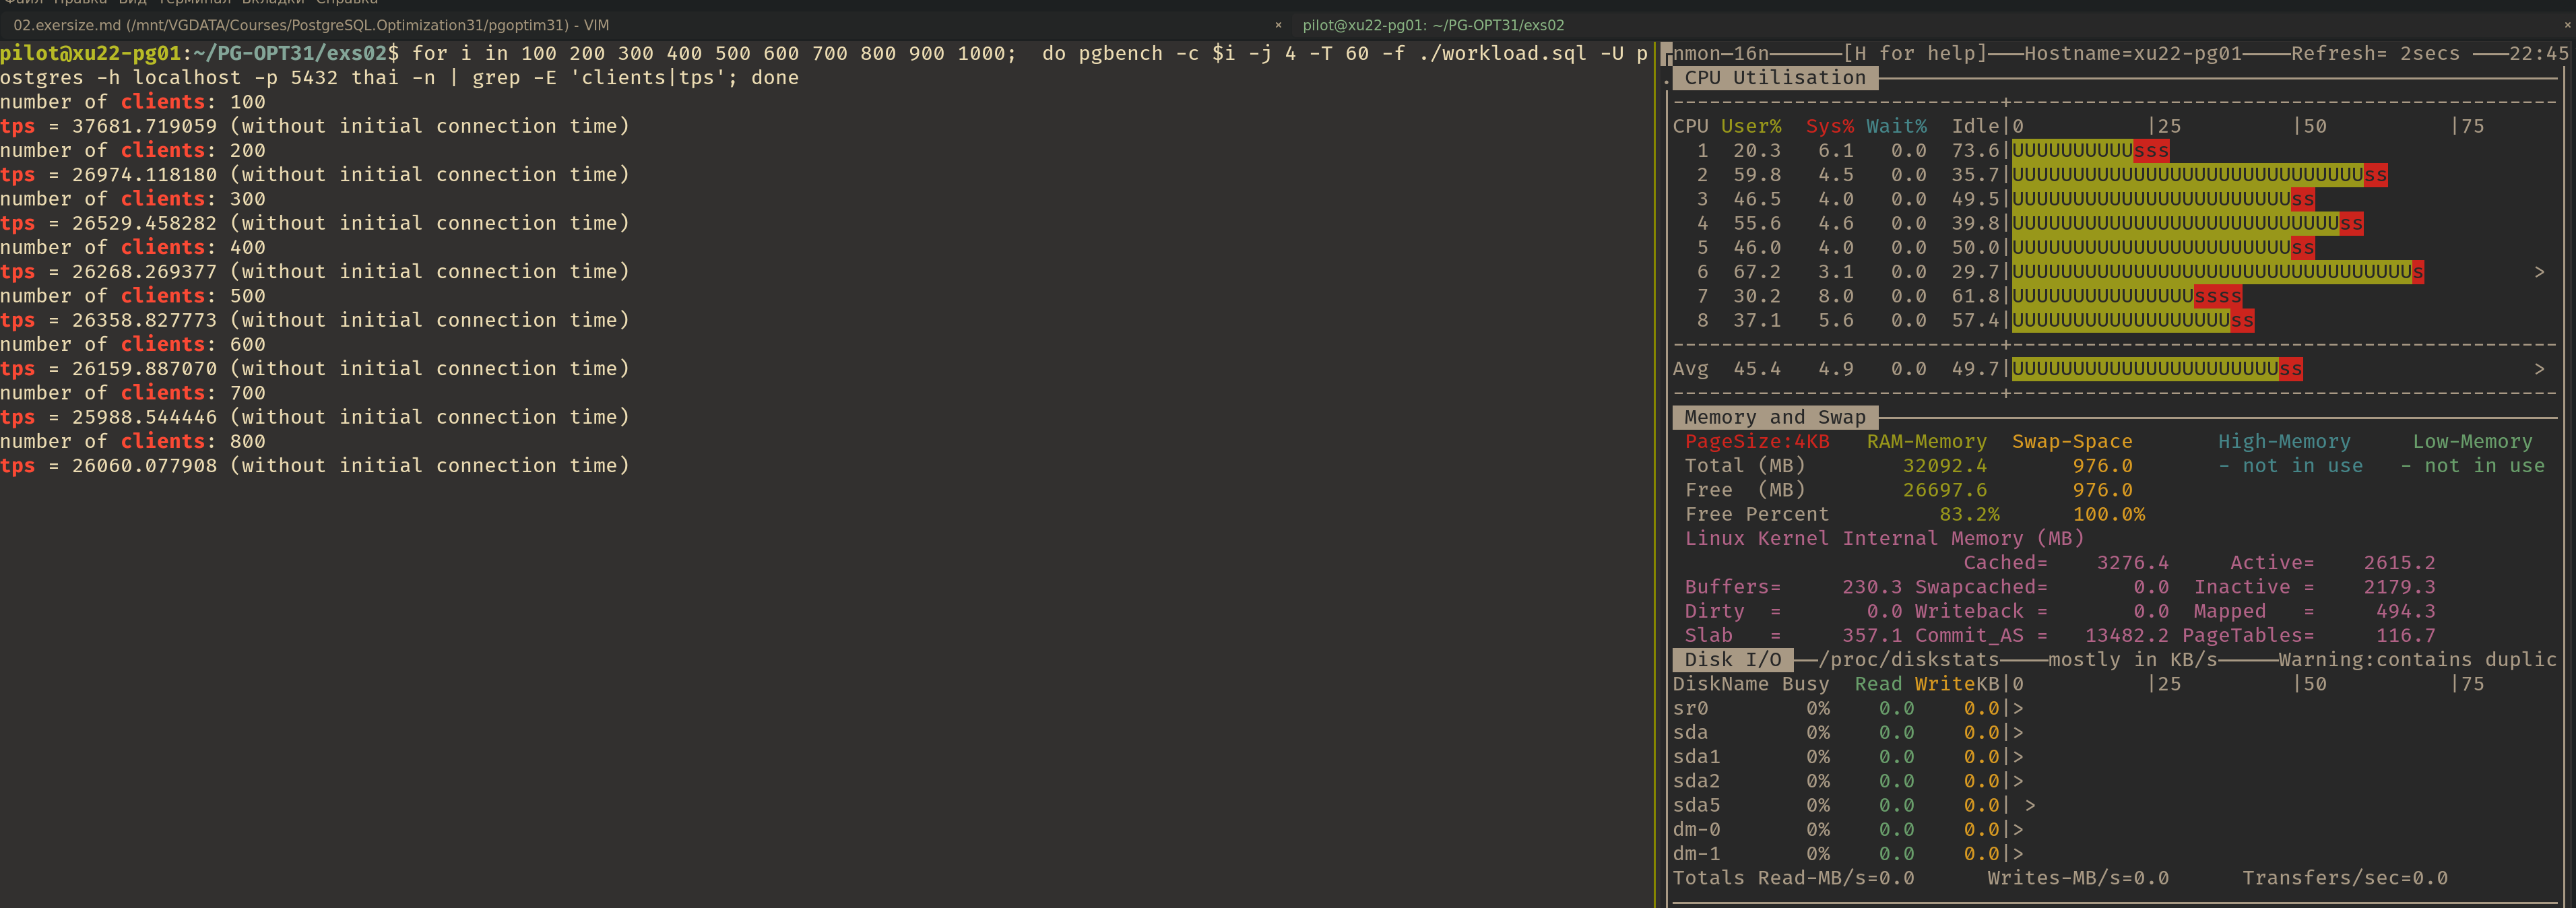 Файл Правка Вид Терминал Вкладки Справка
02.exersize.md (/mnt/VGDATA/Courses/PostgreSQL.Optimization31/pgoptim31) - VIM ×
pilot@xu22-pg01: ~/PG-OPT31/exs02 ×
pilot@xu22-pg01:~/PG-OPT31/exs02$ for i in 100 200 300 400 500 600 700 800 900 1000;  do pgbench -c $i -j 4 -T 60 -f ./workload.sql -U p
ostgres -h localhost -p 5432 thai -n | grep -E 'clients|tps'; done
number of clients: 100
tps = 37681.719059 (without initial connection time)
number of clients: 200
tps = 26974.118180 (without initial connection time)
number of clients: 300
tps = 26529.458282 (without initial connection time)
number of clients: 400
tps = 26268.269377 (without initial connection time)
number of clients: 500
tps = 26358.827773 (without initial connection time)
number of clients: 600
tps = 26159.887070 (without initial connection time)
number of clients: 700
tps = 25988.544446 (without initial connection time)
number of clients: 800
tps = 26060.077908 (without initial connection time)
nmon─16n──────[H for help]───Hostname=xu22-pg01────Refresh= 2secs ───22:45
CPU Utilisation
---------------------------+---------------------------------------------
CPU User%  Sys% Wait%  Idle|0          |25         |50          |75
1  20.3   6.1   0.0  73.6|UUUUUUUUUUsss
2  59.8   4.5   0.0  35.7|UUUUUUUUUUUUUUUUUUUUUUUUUUUUUss
3  46.5   4.0   0.0  49.5|UUUUUUUUUUUUUUUUUUUUUUUss
4  55.6   4.6   0.0  39.8|UUUUUUUUUUUUUUUUUUUUUUUUUUUss
5  46.0   4.0   0.0  50.0|UUUUUUUUUUUUUUUUUUUUUUUss
6  67.2   3.1   0.0  29.7|UUUUUUUUUUUUUUUUUUUUUUUUUUUUUUUUUs         >
7  30.2   8.0   0.0  61.8|UUUUUUUUUUUUUUUssss
8  37.1   5.6   0.0  57.4|UUUUUUUUUUUUUUUUUUss
---------------------------+---------------------------------------------
Avg  45.4   4.9   0.0  49.7|UUUUUUUUUUUUUUUUUUUUUUss                   >
---------------------------+---------------------------------------------
Memory and Swap
PageSize:4KB   RAM-Memory  Swap-Space       High-Memory     Low-Memory
Total (MB)        32092.4       976.0       - not in use   - not in use
Free  (MB)        26697.6       976.0
Free Percent         83.2%      100.0%
Linux Kernel Internal Memory (MB)
Cached=    3276.4     Active=    2615.2
Buffers=     230.3 Swapcached=       0.0  Inactive =    2179.3
Dirty  =       0.0 Writeback =       0.0  Mapped   =     494.3
Slab   =     357.1 Commit_AS =   13482.2 PageTables=     116.7
Disk I/O ──/proc/diskstats────mostly in KB/s─────Warning:contains duplic
DiskName Busy  Read WriteKB|0          |25         |50          |75
sr0        0%    0.0    0.0|>
sda        0%    0.0    0.0|>
sda1       0%    0.0    0.0|>
sda2       0%    0.0    0.0|>
sda5       0%    0.0    0.0| >
dm-0       0%    0.0    0.0|>
dm-1       0%    0.0    0.0|>
Totals Read-MB/s=0.0      Writes-MB/s=0.0      Transfers/sec=0.0